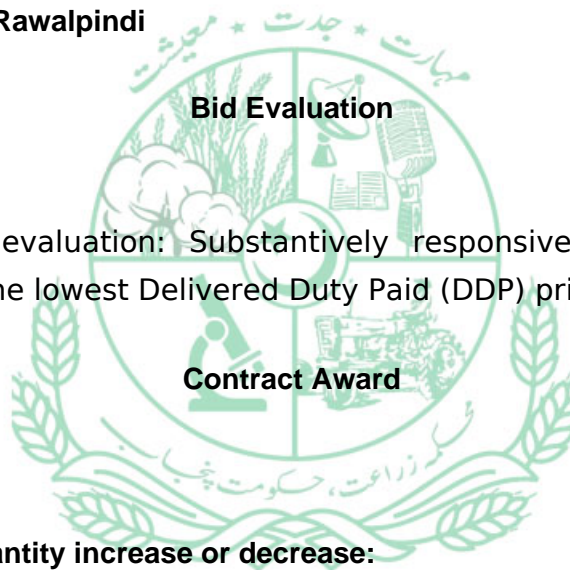 Rawalpindi
مہارت ٭ جدت ٭ معیشت
Bid Evaluation
evaluation: Substantively responsive
he lowest Delivered Duty Paid (DDP) pri
Contract Award
محکمہ زراعت، حکومت پنجاب
antity increase or decrease: